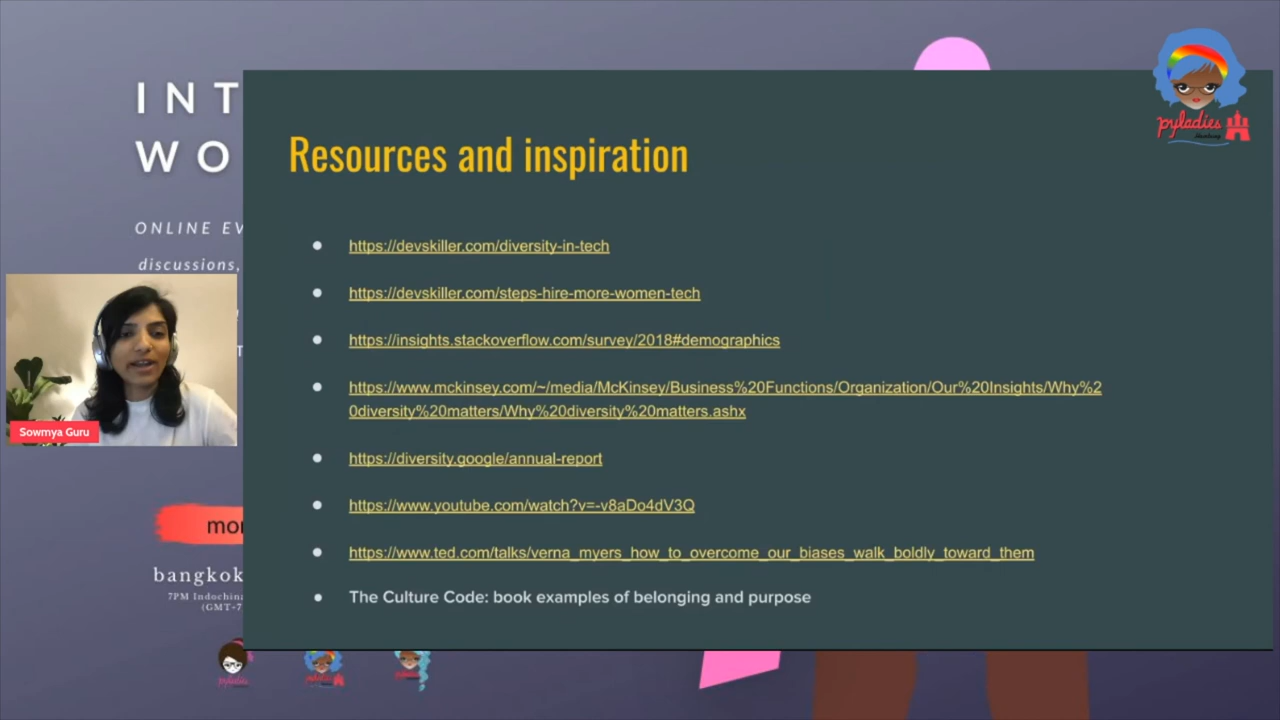 INT
WO
ONLINE EV
discussions,
Sowmya Guru
mor
bangkok
7PM Indochina
(GMT+7
Resources and inspiration
https://devskiller.com/diversity-in-tech
https://devskiller.com/steps-hire-more-women-tech
https://insights.stackoverflow.com/survey/2018#demographics
https://www.mckinsey.com/~/media/McKinsey/Business%20Functions/Organization/Our%20Insights/Why%2
0diversity%20matters/Why%20diversity%20matters.ashx
https://diversity.google/annual-report
https://www.youtube.com/watch?v=-v8aDo4dV3Q
https://www.ted.com/talks/verna_myers_how_to_overcome_our_biases_walk_boldly_toward_them
The Culture Code: book examples of belonging and purpose
pyladies